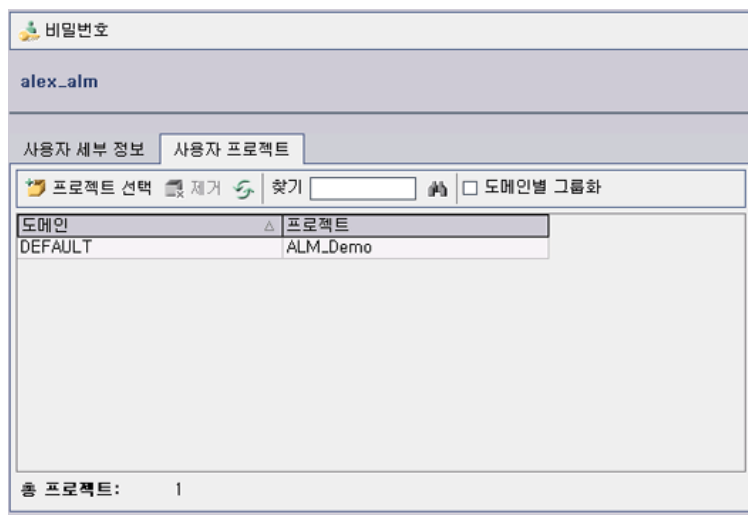 비밀번호
alex_alm
사용자 세부 정보 사용자 프로젝트
프로젝트 선택 제거 찾기 도메인별 그룹화
도메인 프로젝트
DEFAULT ALM_Demo
총 프로젝트: 1